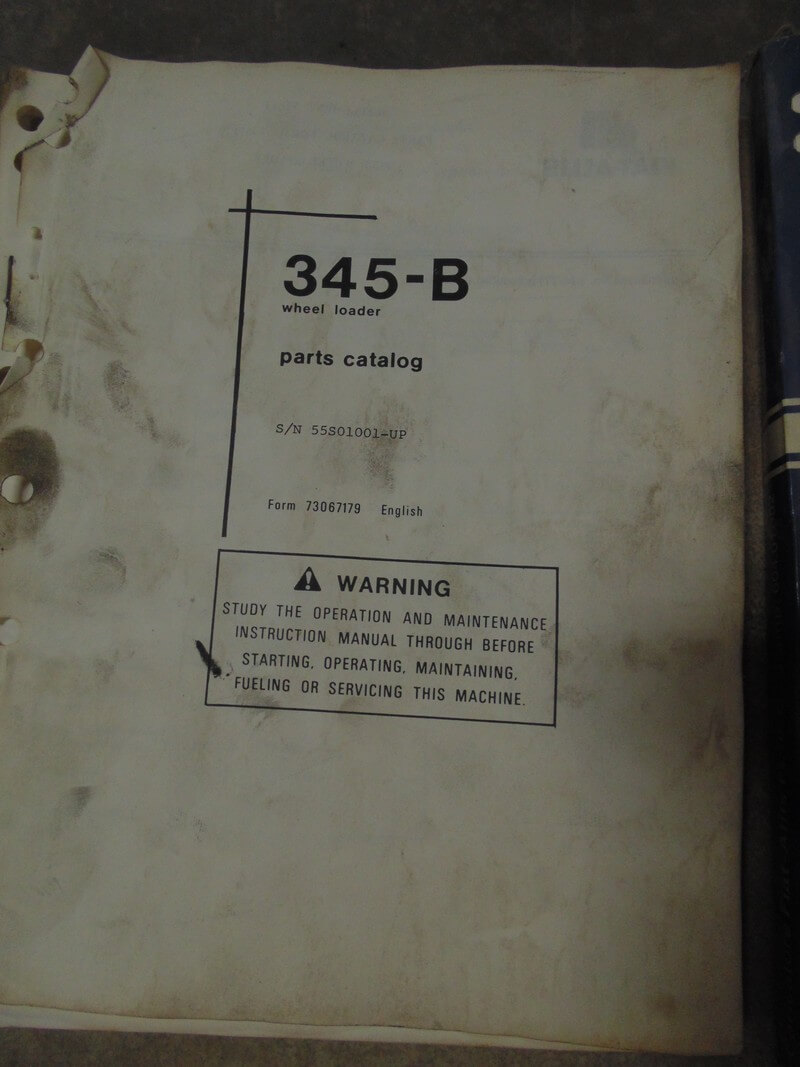 345-B
wheel loader
parts catalog
S/N 55S01001-UP
Form 73067179 English
WARNING
STUDY THE OPERATION AND MAINTENANCE
INSTRUCTION MANUAL THROUGH BEFORE
STARTING, OPERATING, MAINTAINING,
FUELING OR SERVICING THIS MACHINE.